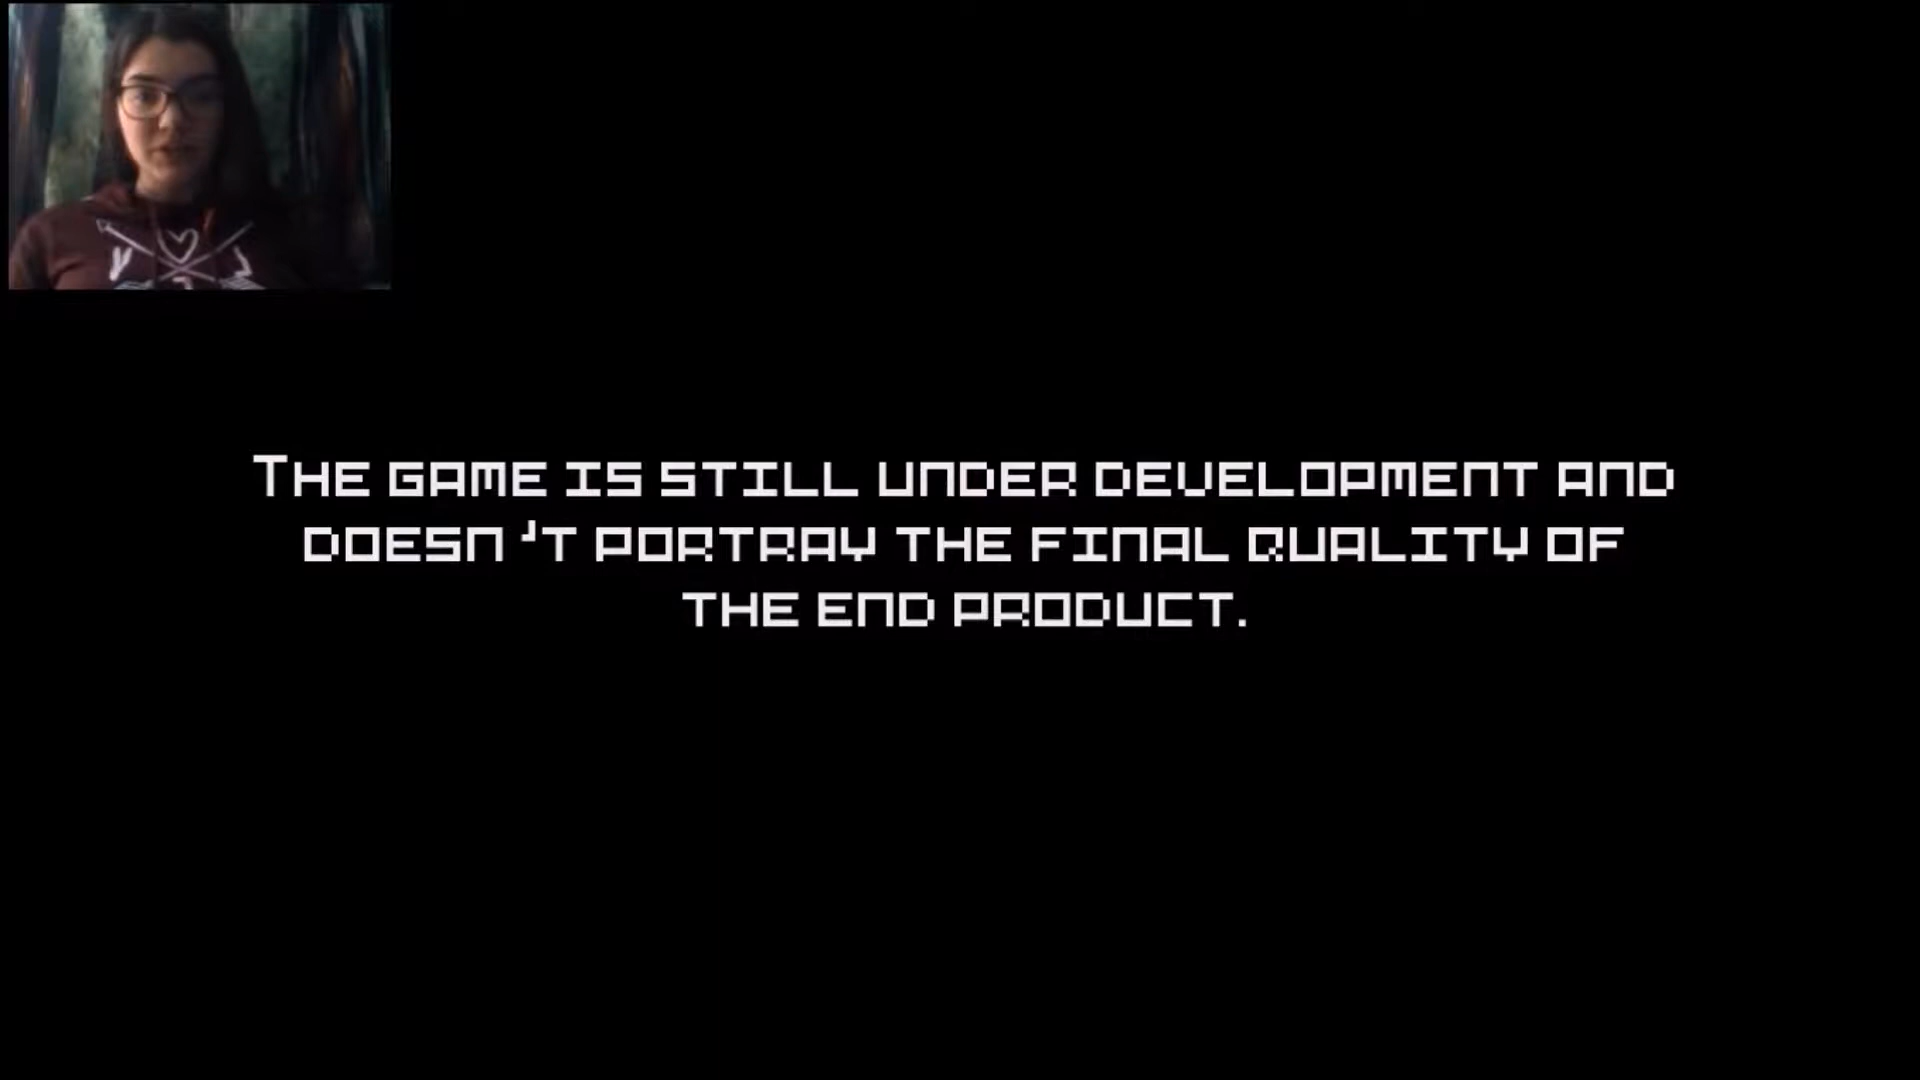 The game is still under development and
doesn't portray the final quality of
the end product.